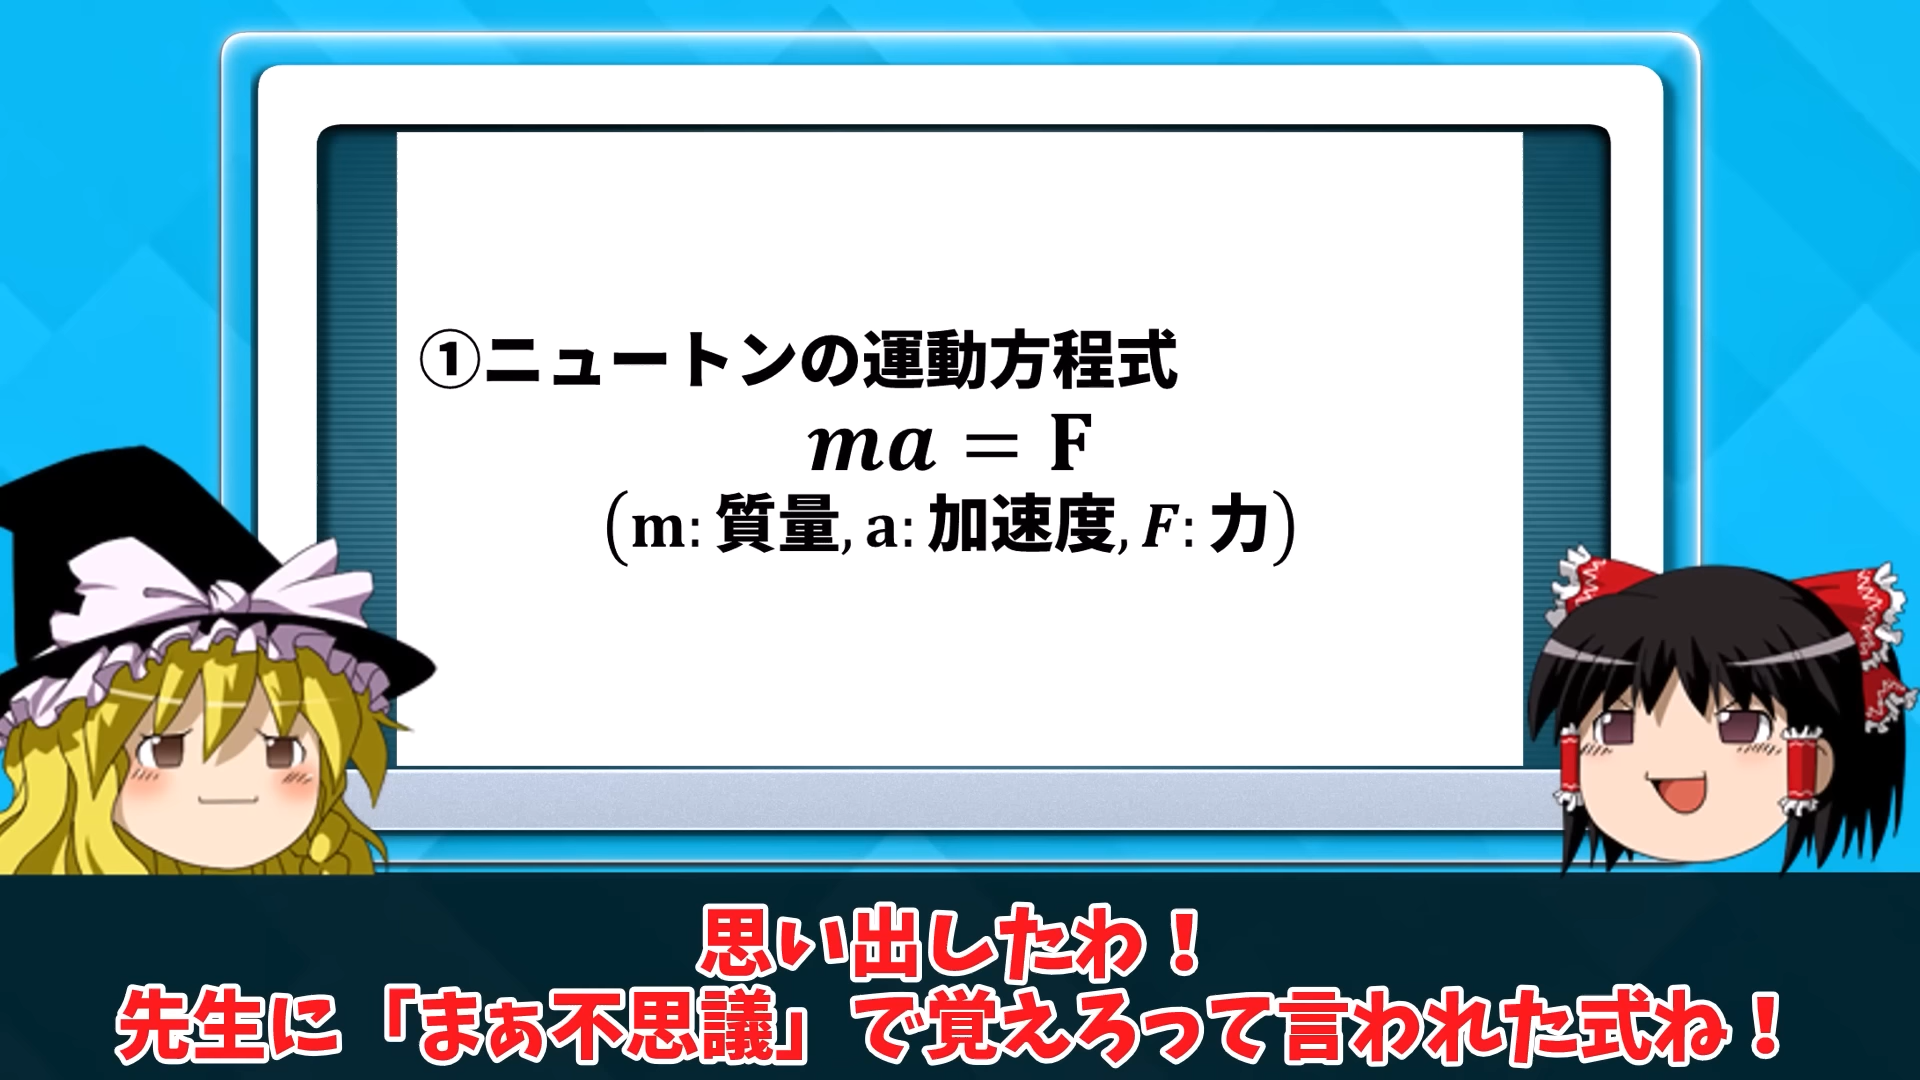 ①ニュートンの運動方程式
ma = F
(m: 質量, a: 加速度, F: 力)
思い出したわ！
先生に「まぁ不思議」で覚えろって言われた式ね！